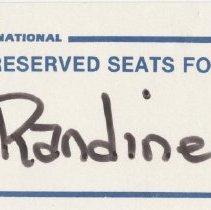 NATIONAL
RESERVED SEATS FO
Randine